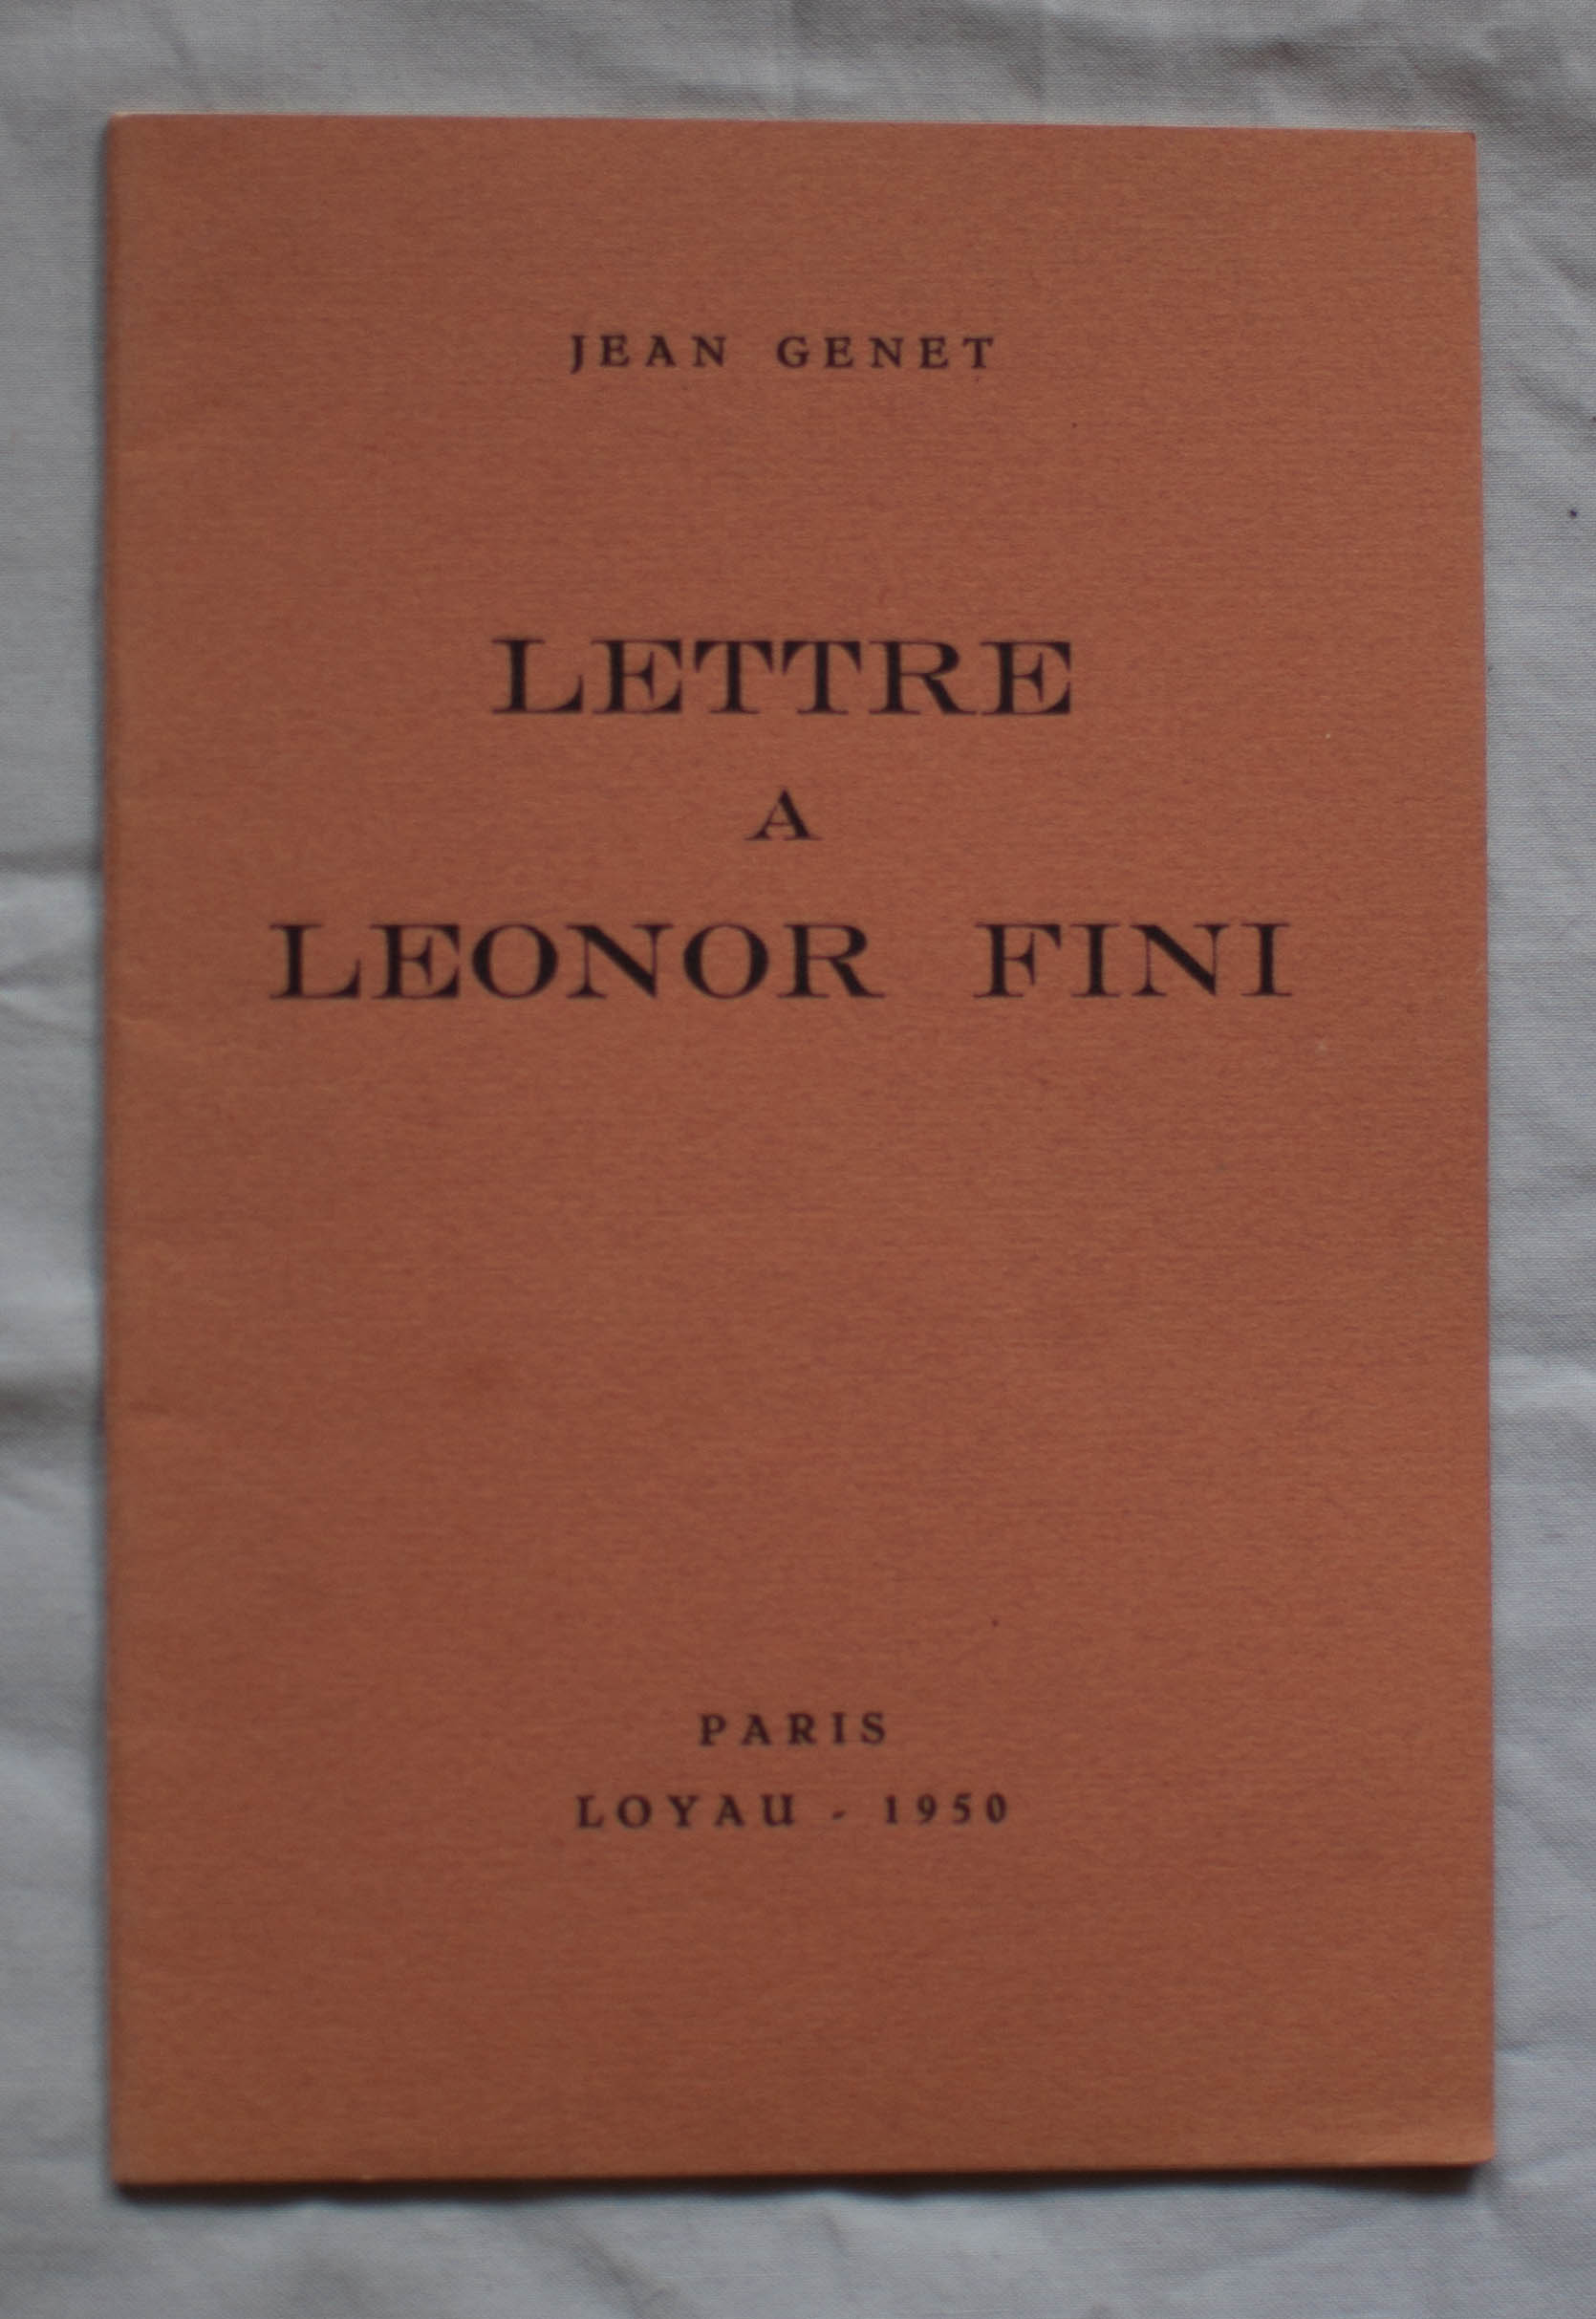 JEAN GENET
LETTRE
A
LEONOR FINI
PARIS
LOYAU - 1950